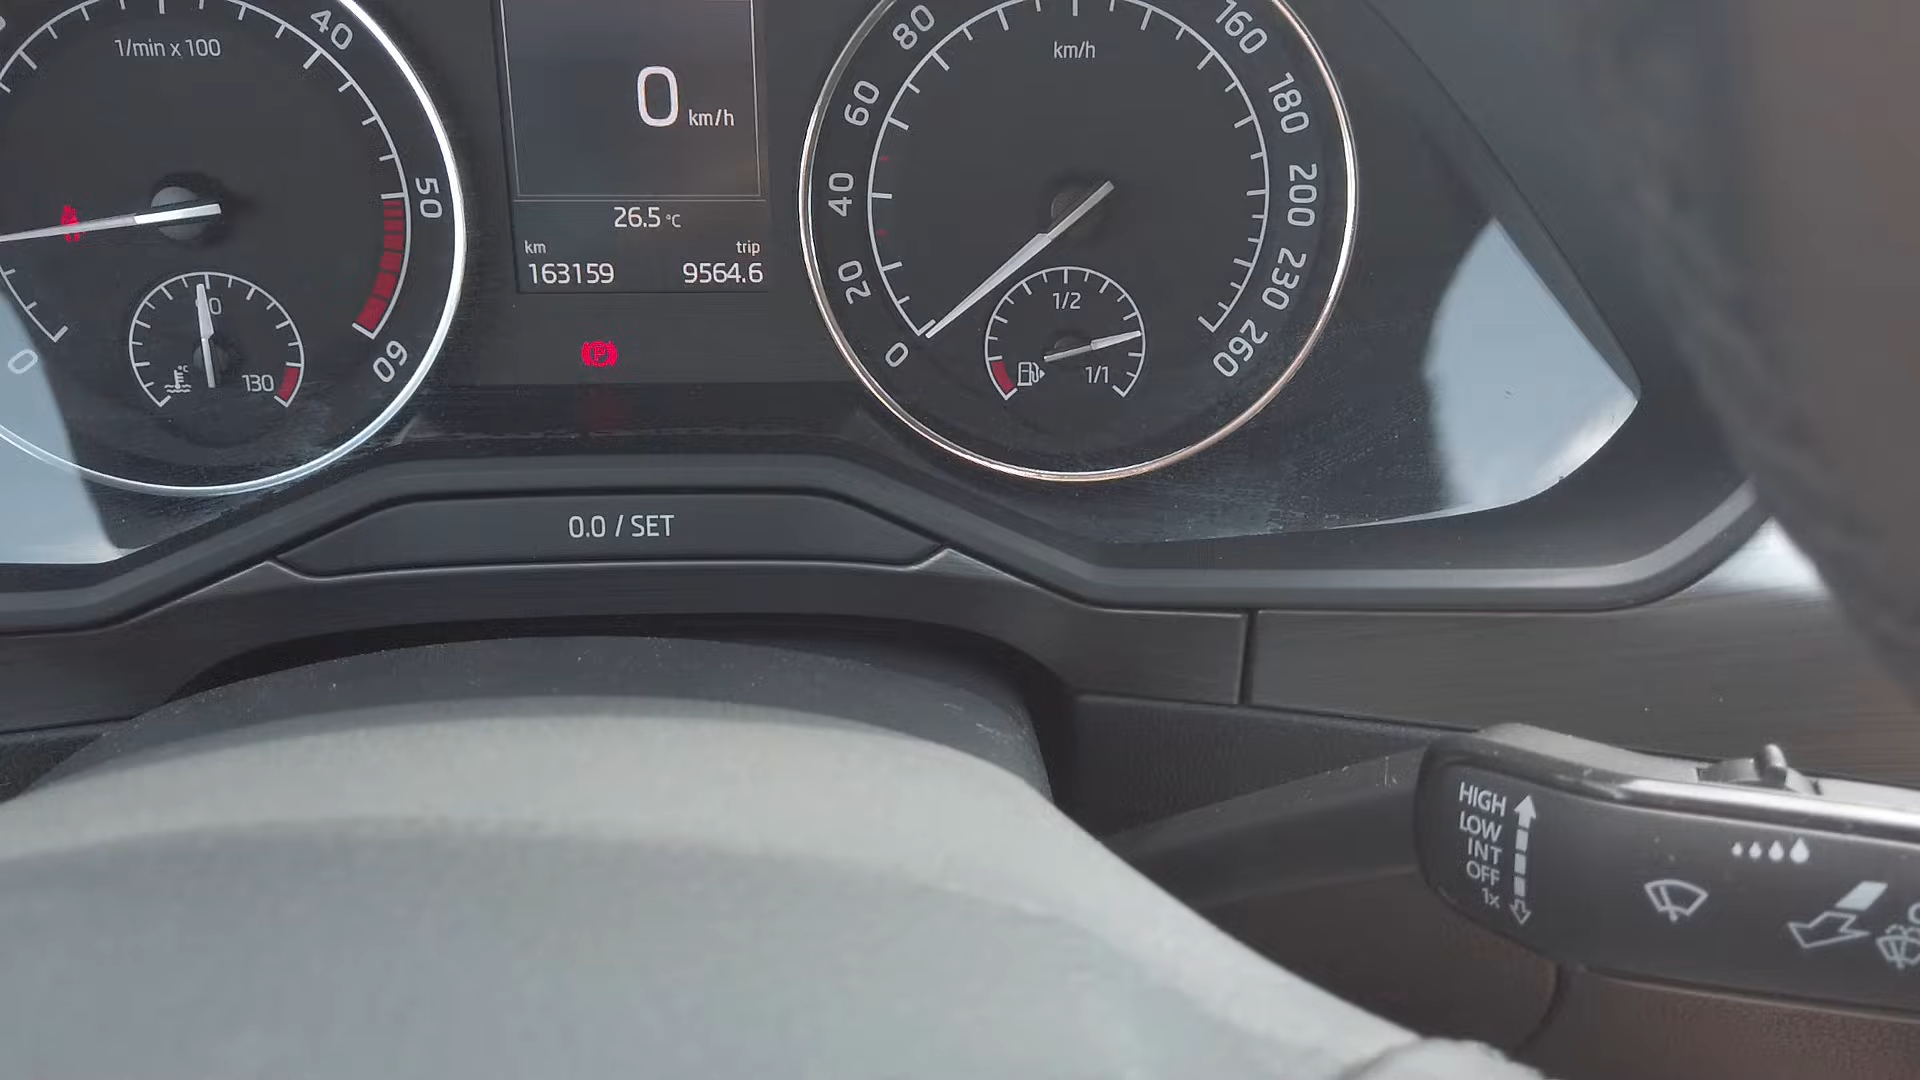 1/min x 100
40
50
60
0
90
130
°C
0 km/h
26.5 °C
km trip
163159 9564.6
P
0.0 / SET
km/h
0
20
40
60
80
160
180
200
230
260
1/2
1/1
HIGH
LOW
INT
OFF
1x